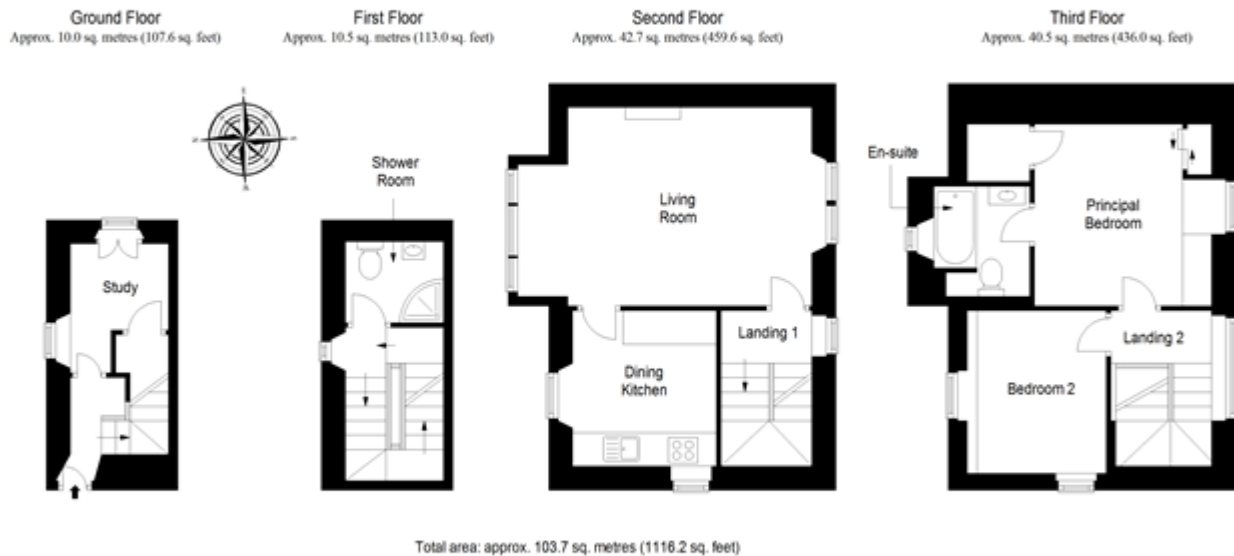 Ground Floor
Approx. 10.0 sq. metres (107.6 sq. feet)
First Floor
Approx. 10.5 sq. metres (113.0 sq. feet)
Second Floor
Approx. 42.7 sq. metres (459.6 sq. feet)
Third Floor
Approx. 40.5 sq. metres (436.0 sq. feet)
Study
Shower
Room
Living
Room
Landing 1
Dining
Kitchen
En-suite
Principal
Bedroom
Landing 2
Bedroom 2
Total area: approx. 103.7 sq. metres (1116.2 sq. feet)